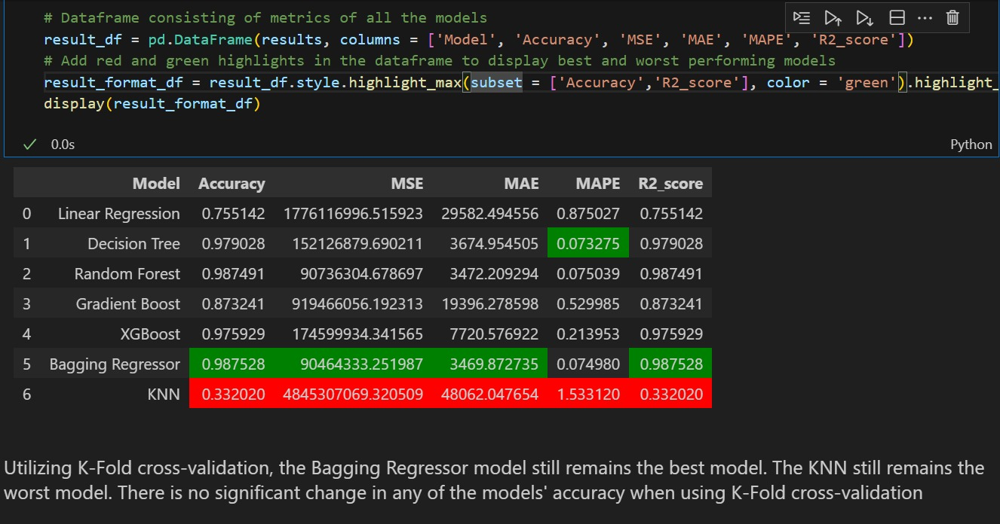 # Dataframe consisting of metrics of all the models
result_df = pd.DataFrame(results, columns = ['Model', 'Accuracy', 'MSE', 'MAE', 'MAPE', 'R2_score'])
# Add red and green highlights in the dataframe to display best and worst performing models
result_format_df = result_df.style.highlight_max(subset = ['Accuracy','R2_score'], color = 'green').highlight_
display(result_format_df)
0.0s Python
Model Accuracy MSE MAE MAPE R2_score
0 Linear Regression 0.755142 1776116996.515923 29582.494556 0.875027 0.755142
1 Decision Tree 0.979028 152126879.690211 3674.954505 0.073275 0.979028
2 Random Forest 0.987491 90736304.678697 3472.209294 0.075039 0.987491
3 Gradient Boost 0.873241 919466056.192313 19396.278598 0.529985 0.873241
4 XGBoost 0.975929 174599934.341565 7720.576922 0.213953 0.975929
5 Bagging Regressor 0.987528 90464333.251987 3469.872735 0.074980 0.987528
6 KNN 0.332020 4845307069.320509 48062.047654 1.533120 0.332020
Utilizing K-Fold cross-validation, the Bagging Regressor model still remains the best model. The KNN still remains the
worst model. There is no significant change in any of the models' accuracy when using K-Fold cross-validation